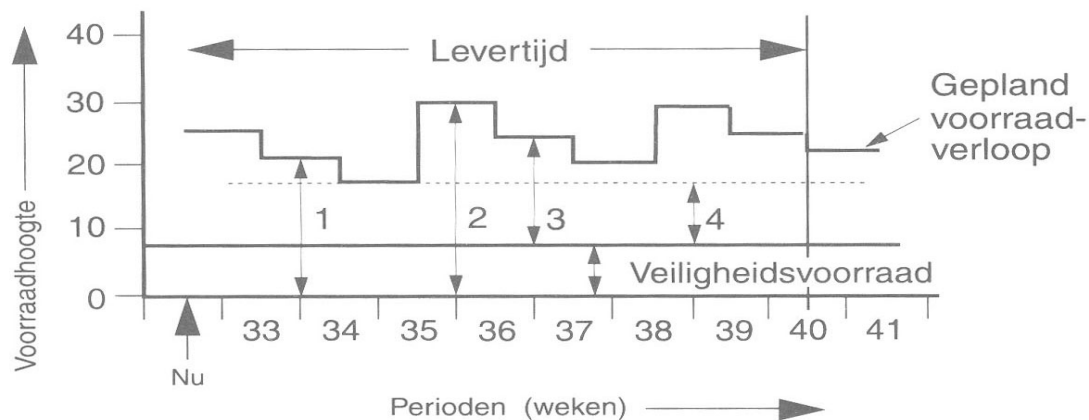 Voorraadhoogte
40
30
20
10
0
Levertijd
Gepland
voorraad-
verloop
1
2
3
4
Veiligheidsvoorraad
33 34 35 36 37 38 39 40 41
Nu
Perioden (weken)